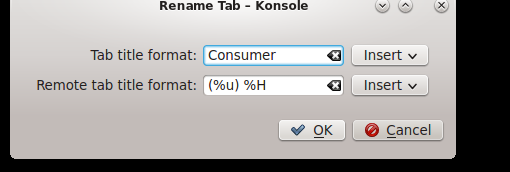 Rename Tab – Konsole
Tab title format: Consumer Insert
Remote tab title format: (%u) %H Insert
OK Cancel